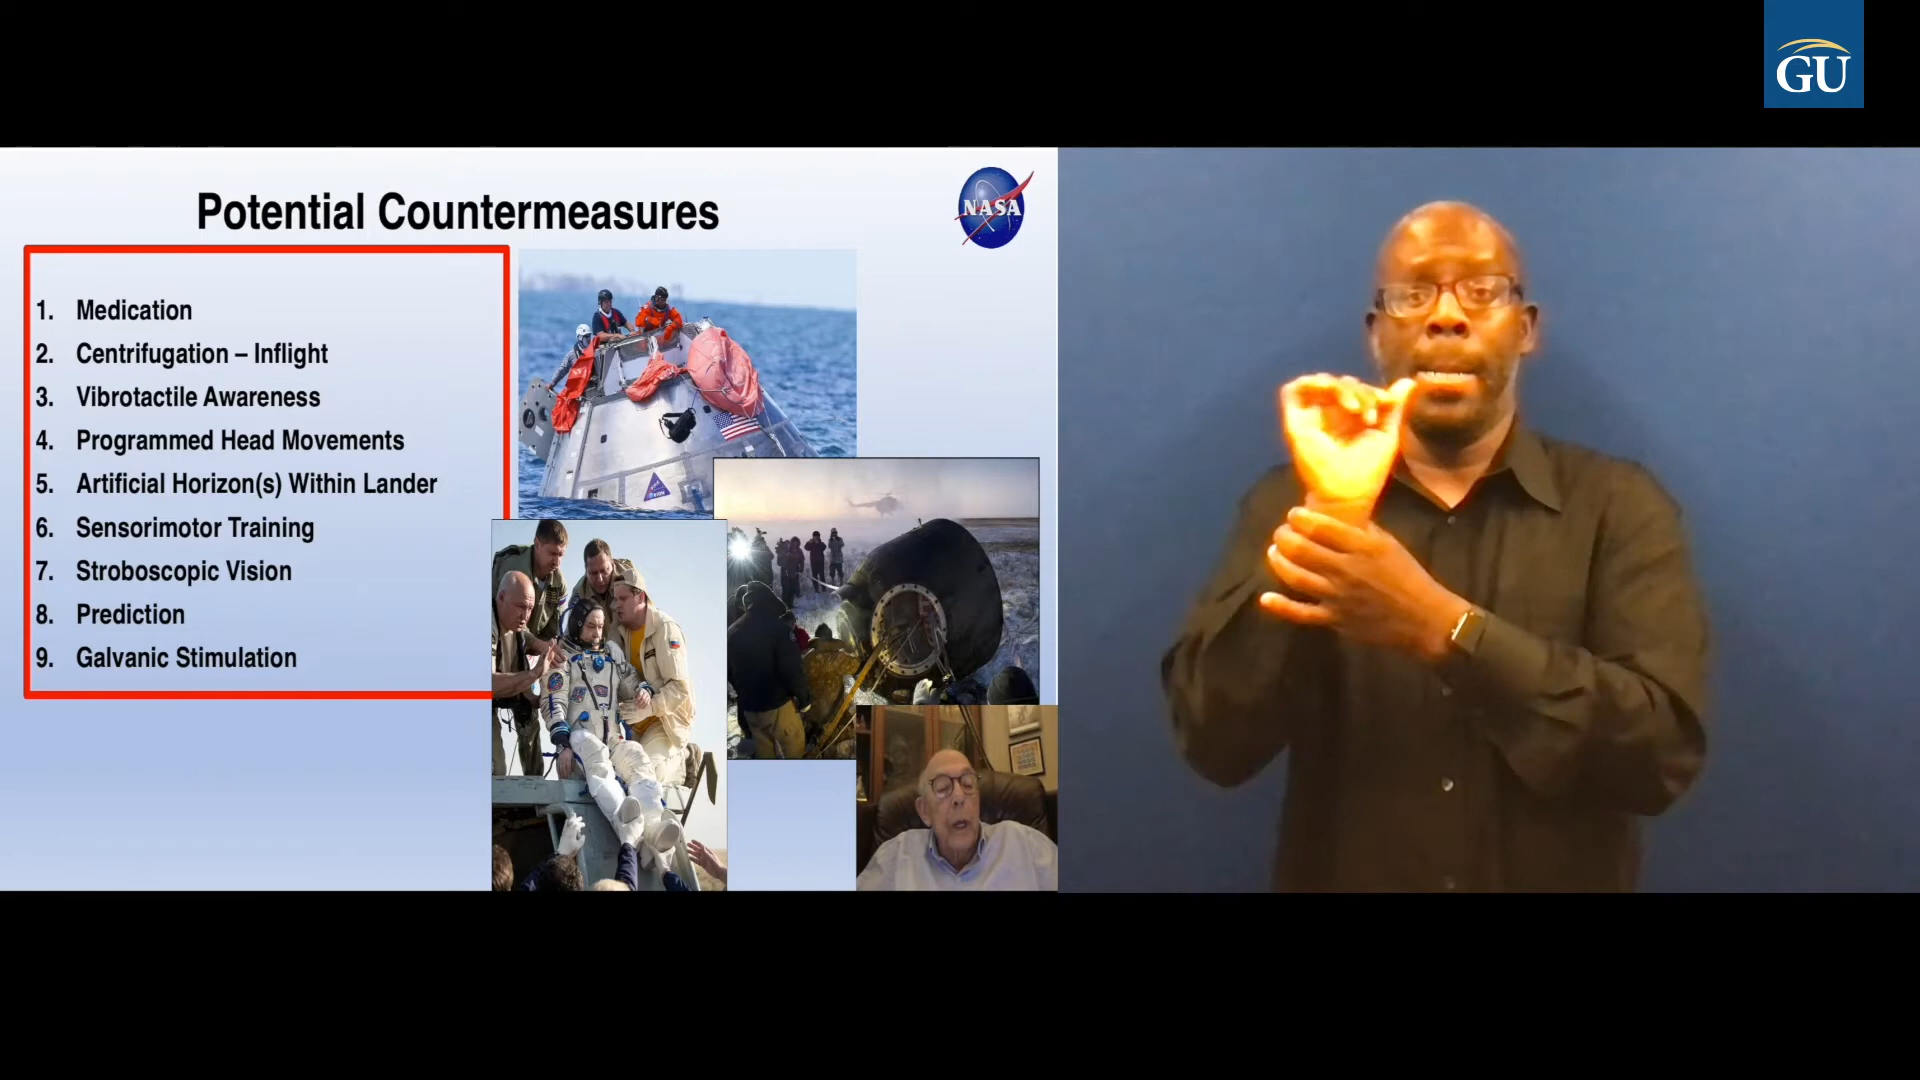 GU
Potential Countermeasures
NASA
1. Medication
2. Centrifugation – Inflight
3. Vibrotactile Awareness
4. Programmed Head Movements
5. Artificial Horizon(s) Within Lander
6. Sensorimotor Training
7. Stroboscopic Vision
8. Prediction
9. Galvanic Stimulation